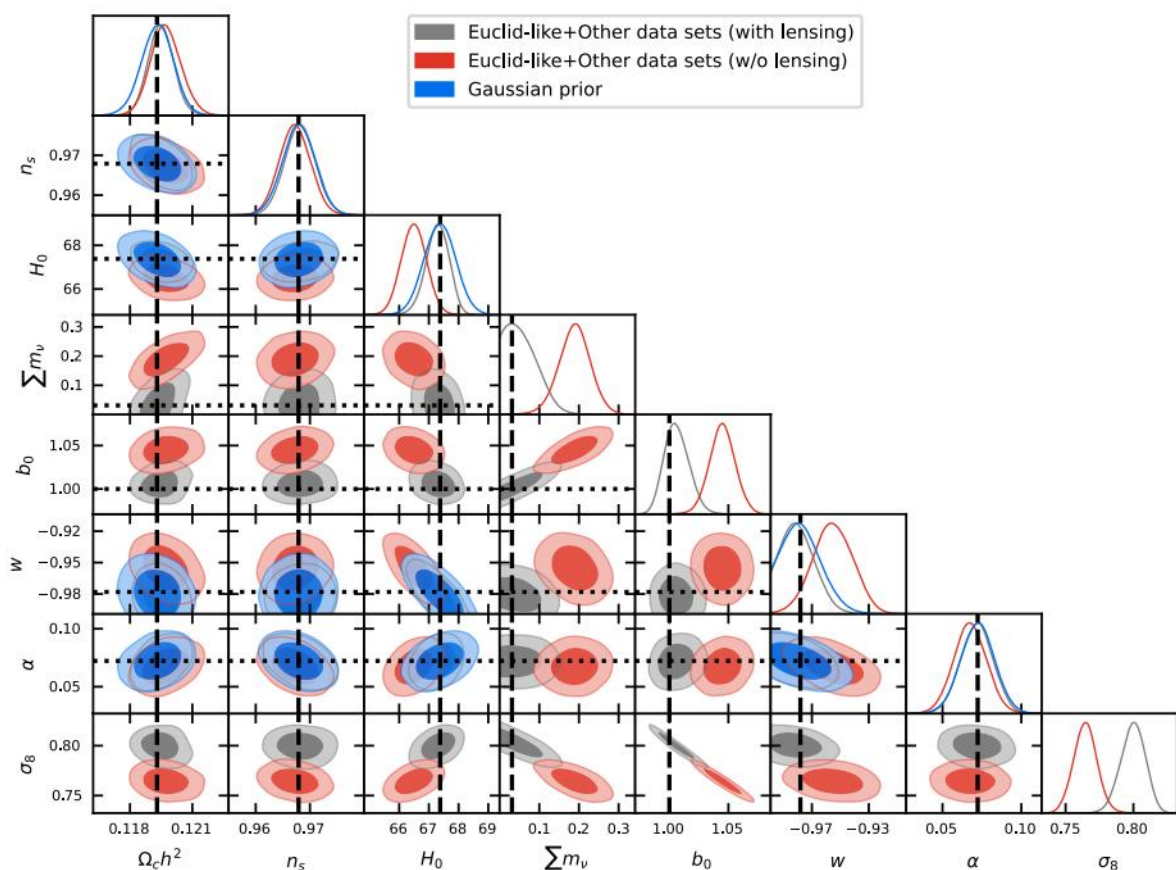 Euclid-like+Other data sets (with lensing)
Euclid-like+Other data sets (w/o lensing)
Gaussian prior
n_s
0.97
0.96
H_0
68
66
∑m_ν
0.3
0.2
0.1
b_0
1.05
1.00
w
−0.92
−0.95
−0.98
α
0.10
0.05
σ_8
0.80
0.75
0.118 0.121 0.96 0.97 66 67 68 69 0.1 0.2 0.3 1.00 1.05 −0.97 −0.93 0.05 0.10 0.75 0.80
Ω_c h² n_s H_0 ∑m_ν b_0 w α σ_8